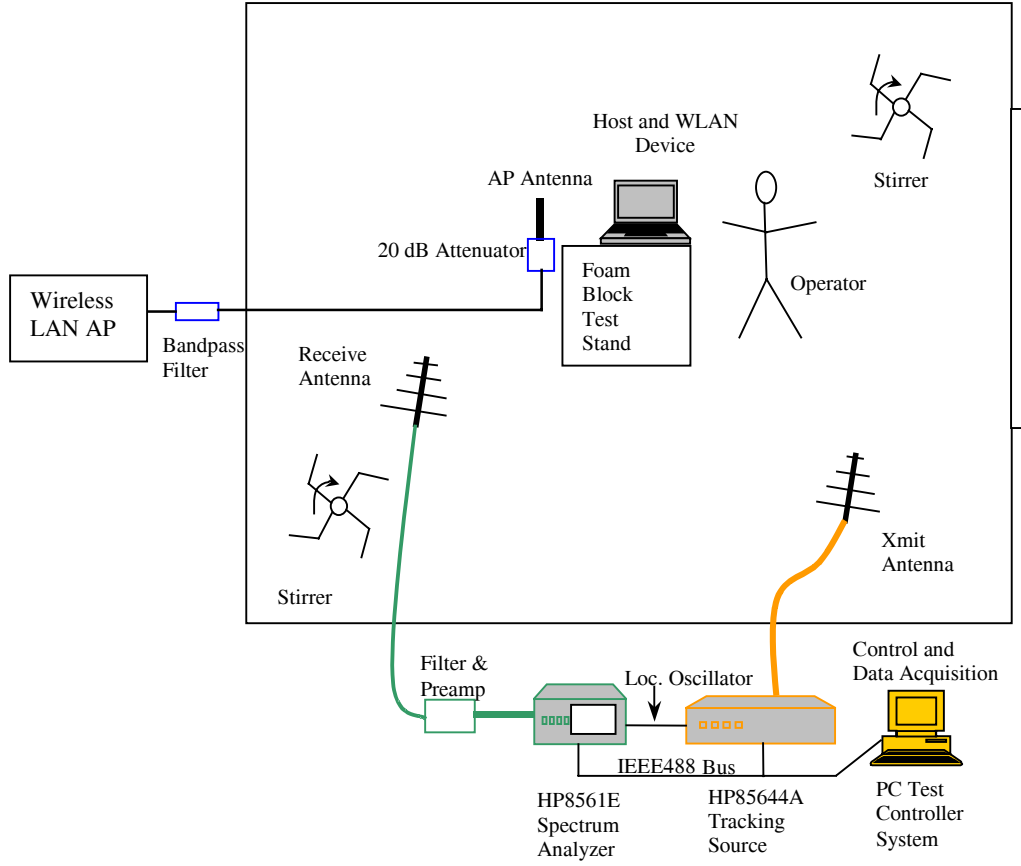 Host and WLAN
Device
Stirrer
AP Antenna
20 dB Attenuator
Foam
Block
Test
Stand
Operator
Wireless
LAN AP
Bandpass
Filter
Receive
Antenna
Xmit
Antenna
Stirrer
Filter &
Preamp
Loc. Oscillator
Control and
Data Acquisition
IEEE488 Bus
HP8561E
Spectrum
Analyzer
HP85644A
Tracking
Source
PC Test
Controller
System